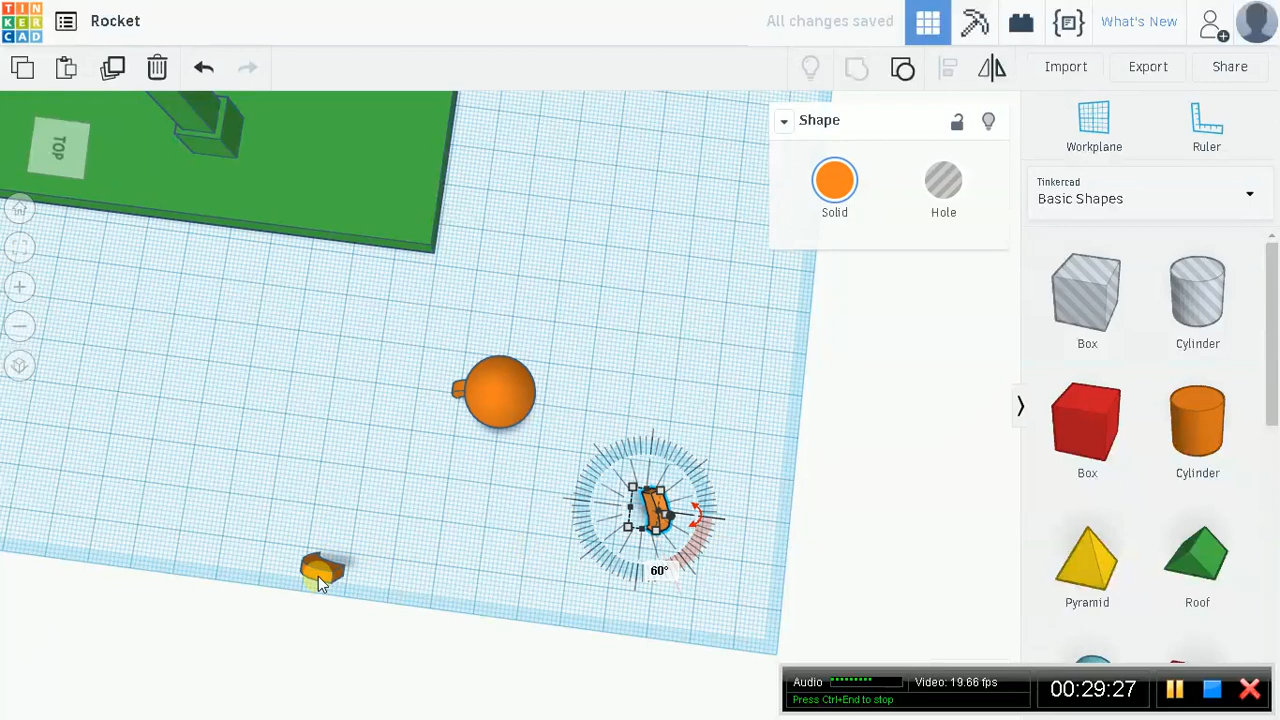 TIN
KER
CAD
Rocket
All changes saved
What's New
Import
Export
Share
TOP
Shape
Solid
Hole
Workplane
Ruler
Tinkercad
Basic Shapes
Box
Cylinder
Box
Cylinder
Pyramid
Roof
60°
Audio
Video: 19.66 fps
Press Ctrl+End to stop
00:29:27